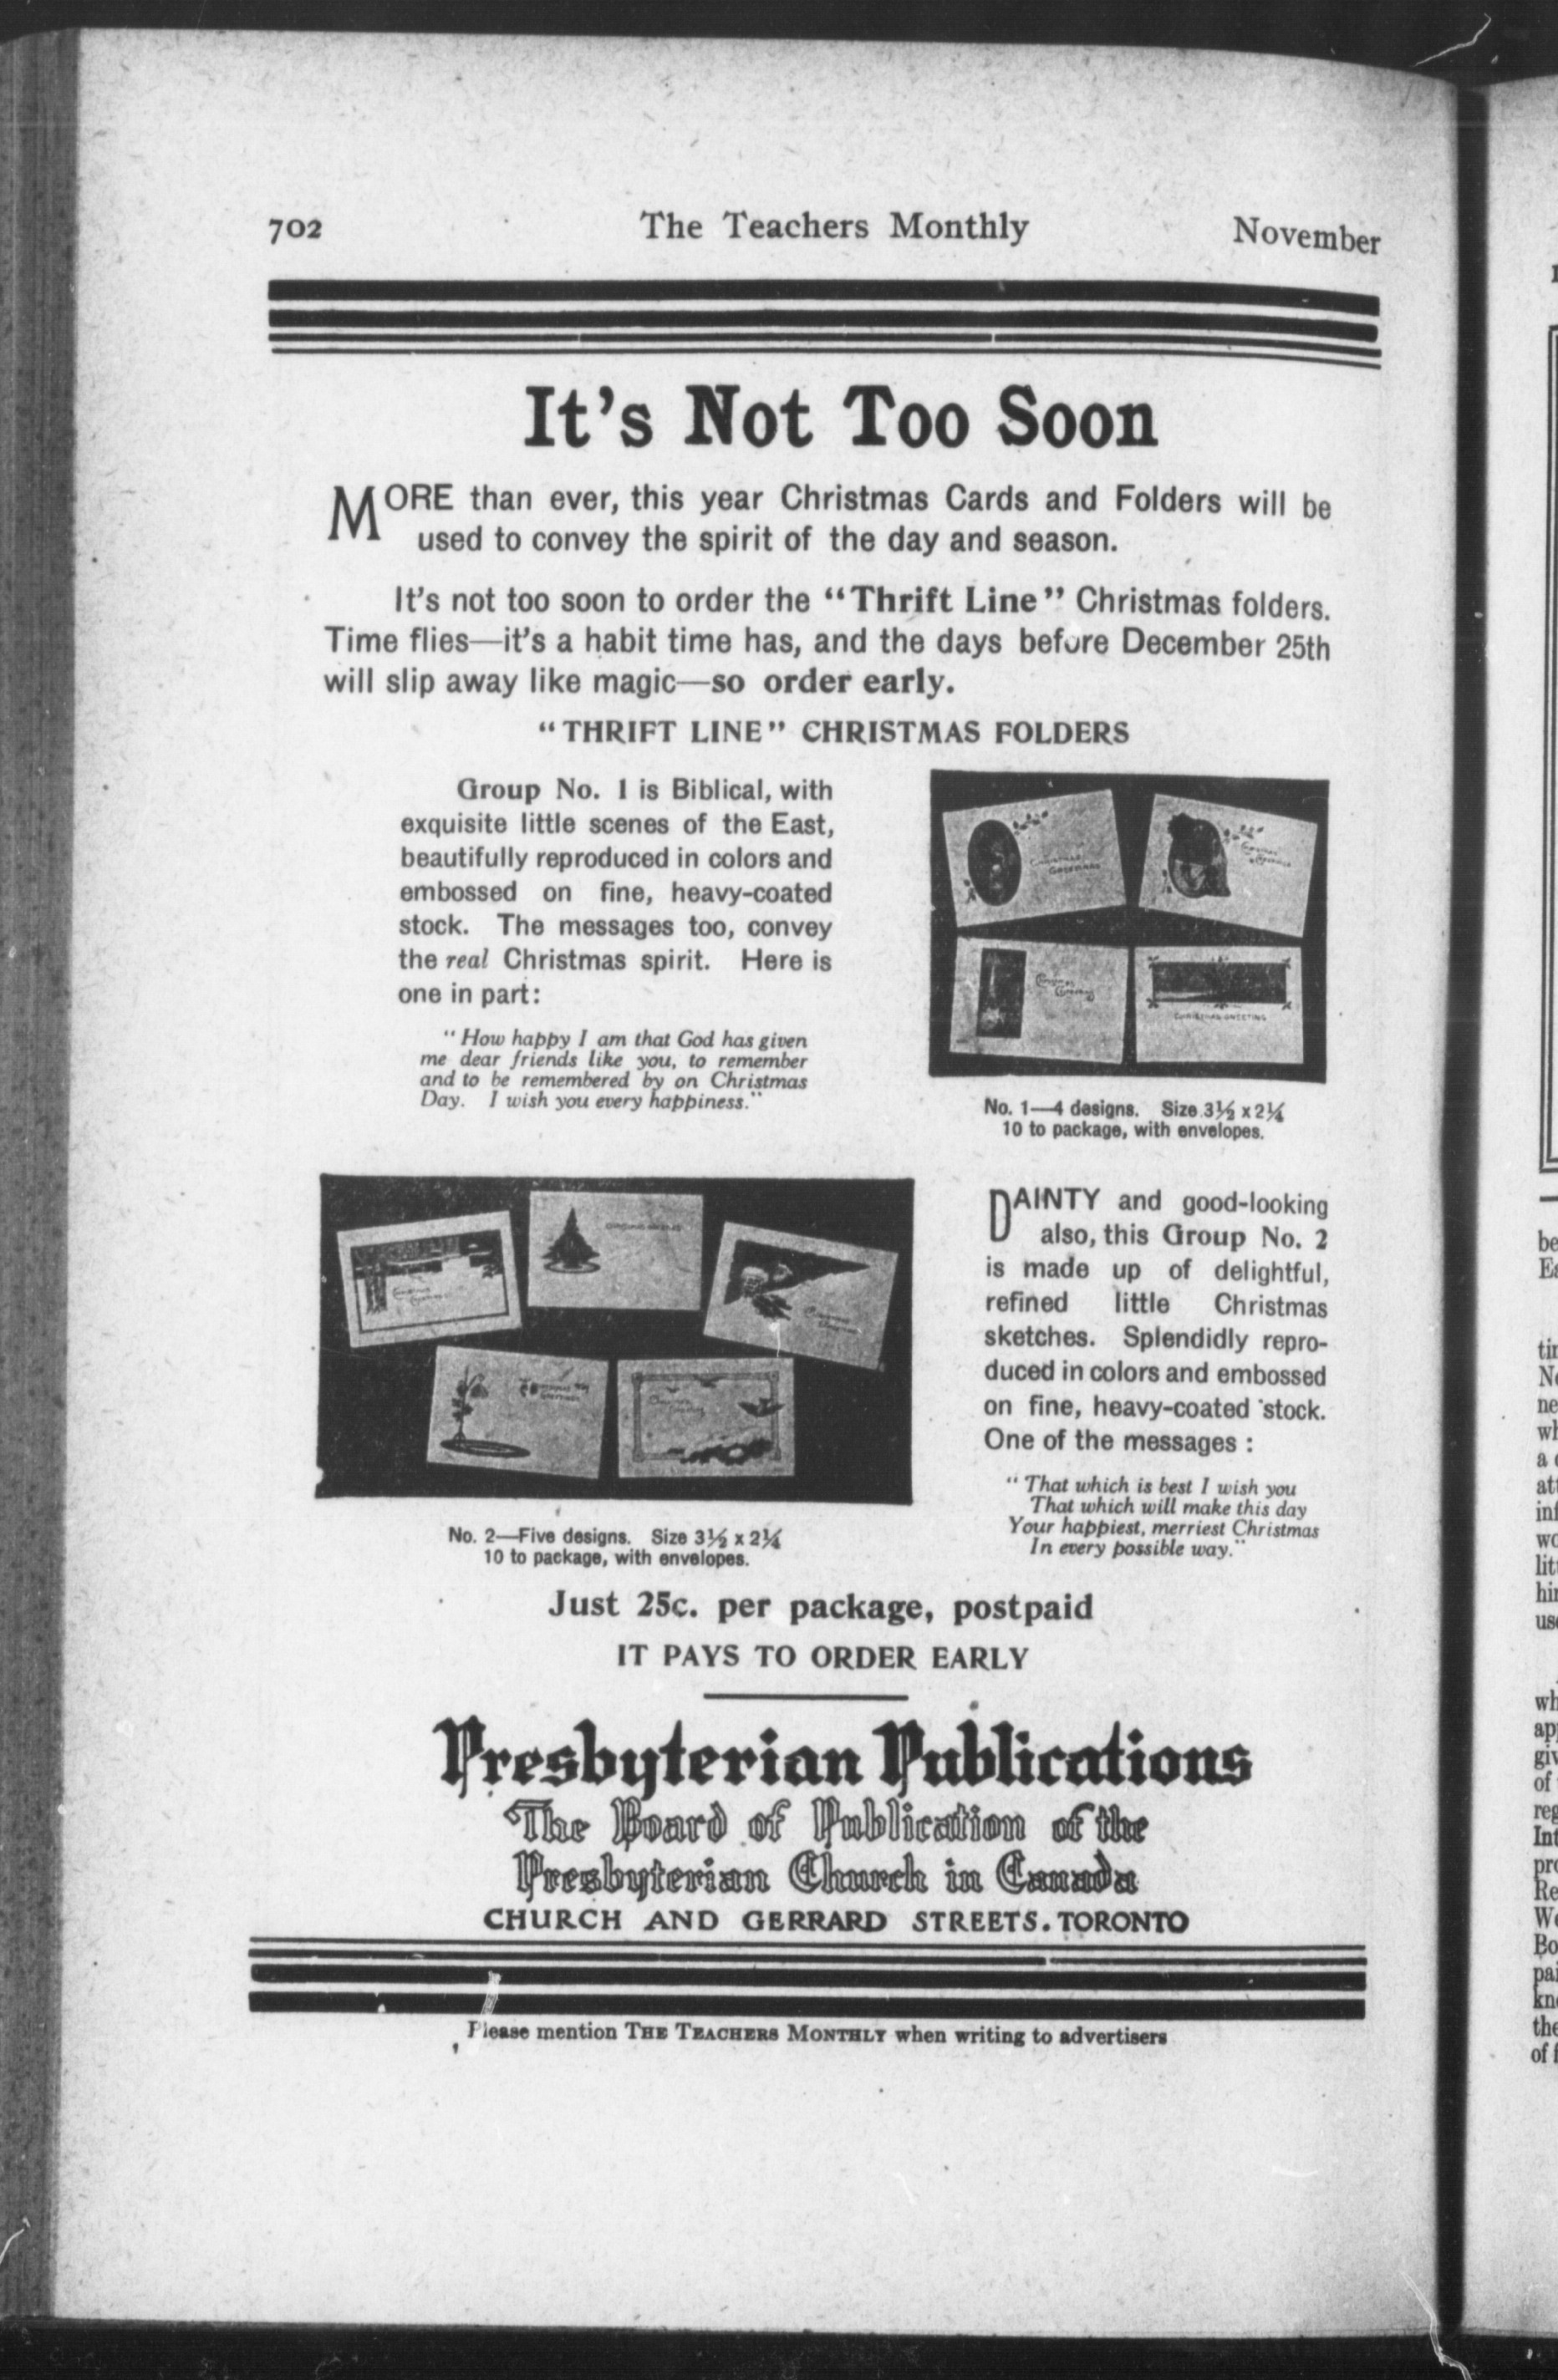 702 The Teachers Monthly November
It's Not Too Soon
MORE than ever, this year Christmas Cards and Folders will be
used to convey the spirit of the day and season.
It's not too soon to order the "Thrift Line" Christmas folders.
Time flies—it's a habit time has, and the days before December 25th
will slip away like magic—so order early.
"THRIFT LINE" CHRISTMAS FOLDERS
Group No. 1 is Biblical, with
exquisite little scenes of the East,
beautifully reproduced in colors and
embossed on fine, heavy-coated
stock. The messages too, convey
the real Christmas spirit. Here is
one in part:
"How happy I am that God has given
me dear friends like you, to remember
and to be remembered by on Christmas
Day. I wish you every happiness."
CHRISTMAS GREETING
No. 1—4 designs. Size 3½ x 2¼
10 to package, with envelopes.
DAINTY and good-looking
also, this Group No. 2
is made up of delightful,
refined little Christmas
sketches. Splendidly repro-
duced in colors and embossed
on fine, heavy-coated stock.
One of the messages:
"That which is best I wish you
That which will make this day
Your happiest, merriest Christmas
In every possible way."
No. 2—Five designs. Size 3½ x 2¼
10 to package, with envelopes.
Just 25c. per package, postpaid
IT PAYS TO ORDER EARLY
Presbyterian Publications
The Board of Publication of the
Presbyterian Church in Canada
CHURCH AND GERRARD STREETS. TORONTO
Please mention THE TEACHERS MONTHLY when writing to advertisers